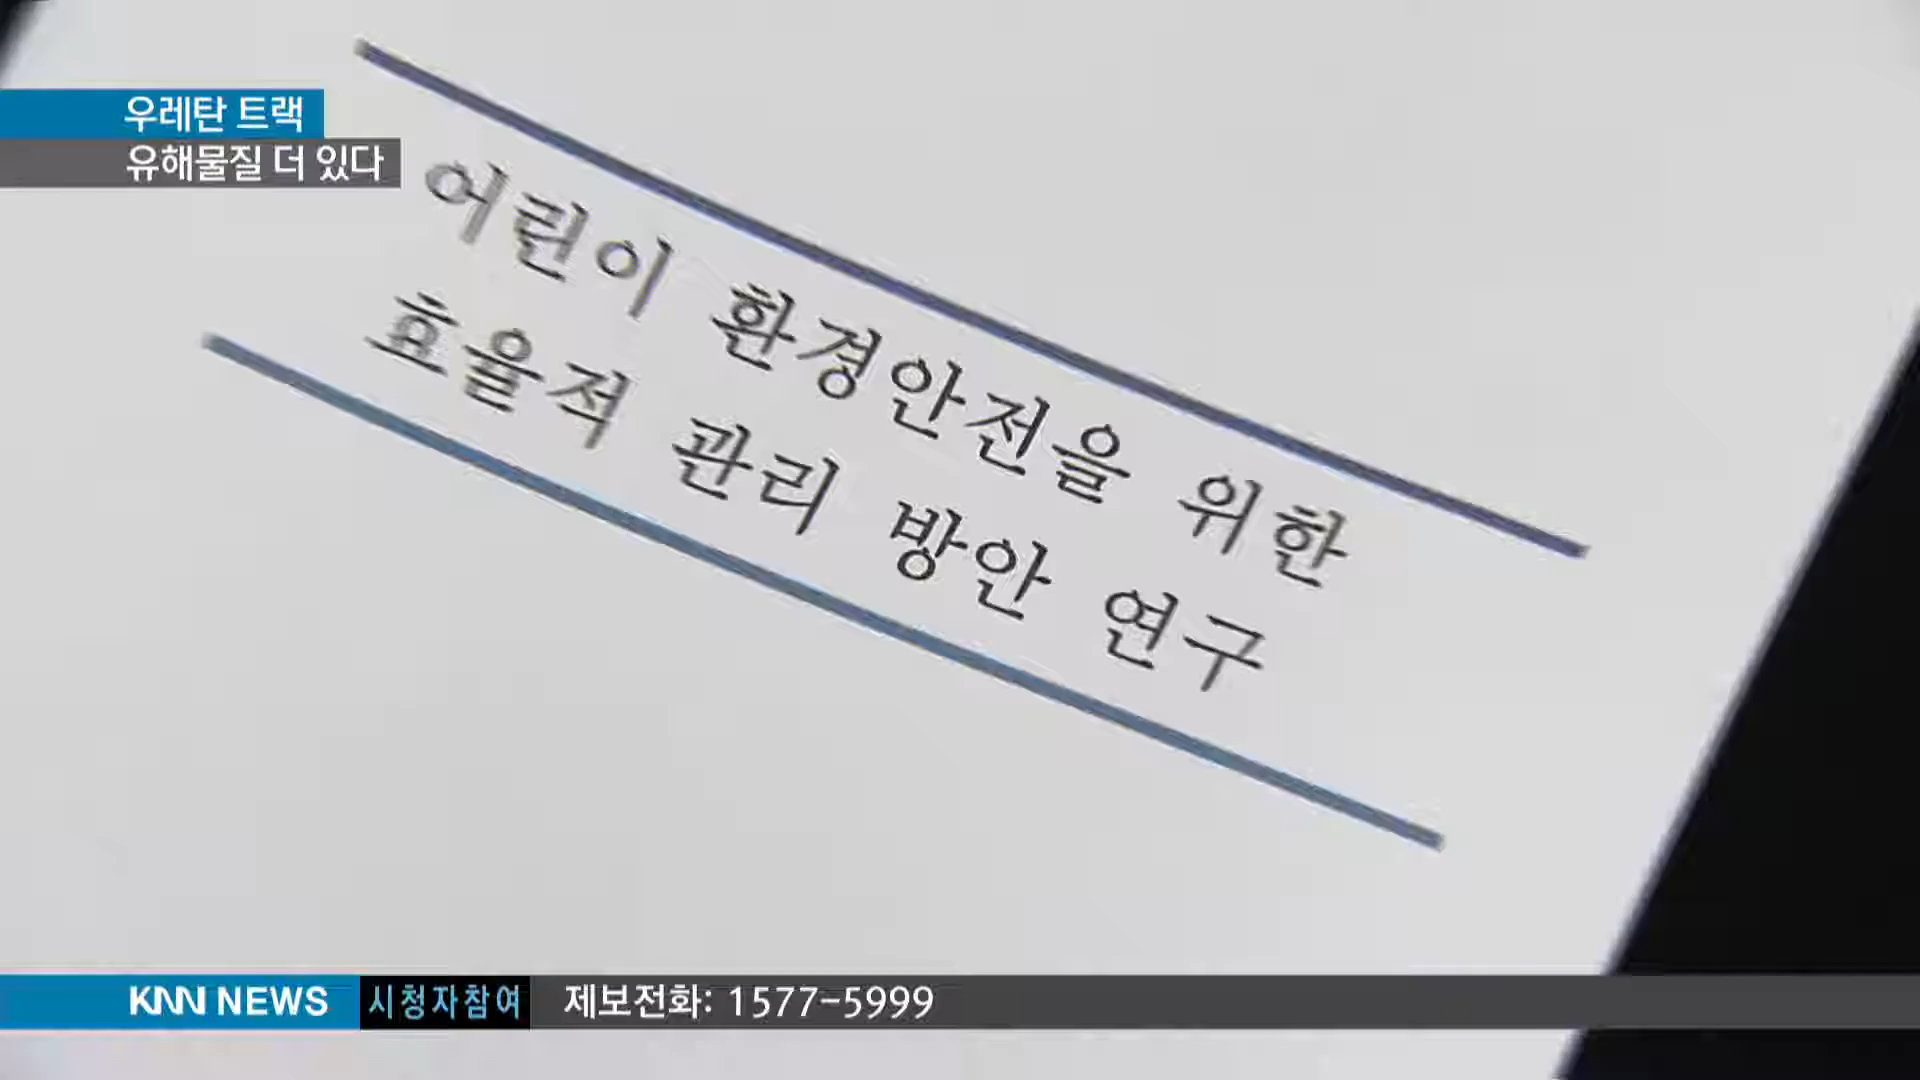 우레탄 트랙
유해물질 더 있다
어린이 환경안전을 위한
효율적 관리 방안 연구
KNN NEWS 시청자참여 제보전화: 1577-5999